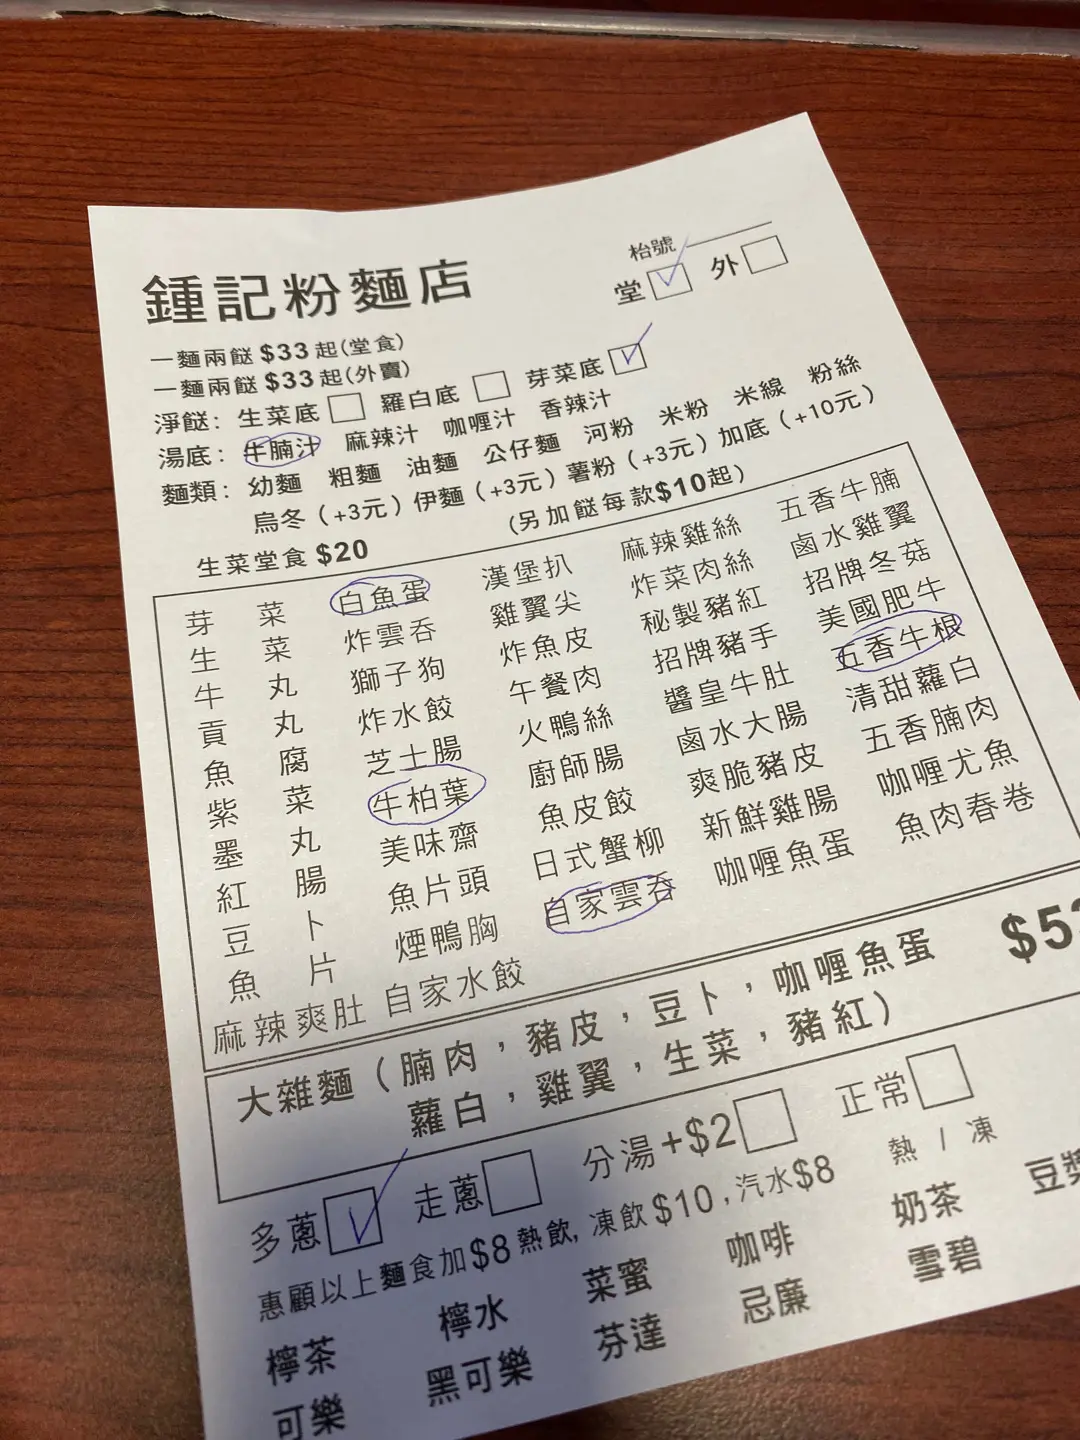 枱號
鍾記粉麵店 堂 外
一麵兩餸 $33 起(堂食)
一麵兩餸 $33 起(外賣)
淨餸: 生菜底 羅白底 芽菜底
湯底: 牛腩汁 麻辣汁 咖喱汁 香辣汁
麵類: 幼麵 粗麵 油麵 公仔麵 河粉 米粉 米線 粉絲
烏冬（+3元）伊麵（+3元）薯粉（+3元）加底（+10元）
生菜堂食 $20 (另加餸每款$10起)
芽菜 白魚蛋 漢堡扒 麻辣雞絲 五香牛腩
生菜 炸雲吞 雞翼尖 炸菜肉絲 鹵水雞翼
牛丸 獅子狗 炸魚皮 秘製豬紅 招牌冬菇
貢丸 炸水餃 午餐肉 招牌豬手 美國肥牛
魚腐 芝士腸 火鴨絲 醬皇牛肚 五香牛根
紫菜 牛柏葉 廚師腸 鹵水大腸 清甜蘿白
墨丸 美味齋 魚皮餃 爽脆豬皮 五香腩肉
紅腸 魚片頭 日式蟹柳 新鮮雞腸 咖喱尤魚
豆卜 煙鴨胸 自家雲吞 咖喱魚蛋 魚肉春卷
魚片 自家水餃
麻辣爽肚
大雜麵（腩肉，豬皮，豆卜，咖喱魚蛋
蘿白，雞翼，生菜，豬紅）
多蔥 走蔥 分湯+$2 正常
惠顧以上麵食加$8熱飲, 凍飲$10，汽水$8 熱 / 凍
檸茶 檸水 菜蜜 咖啡 奶茶 豆漿
可樂 黑可樂 芬達 忌廉 雪碧